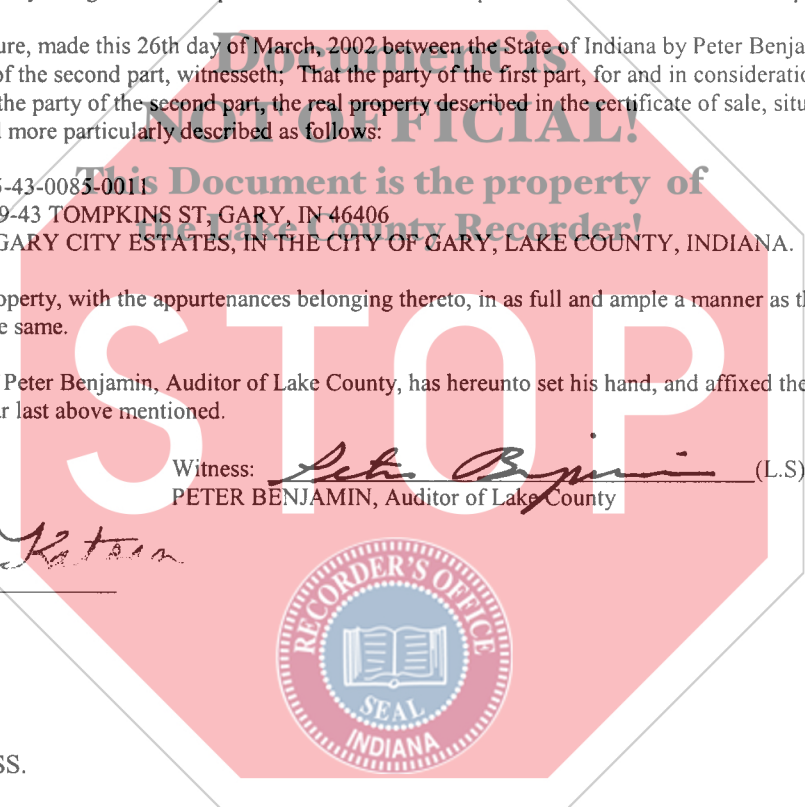 ure, made this 26th day of March, 2002 between the State of Indiana by Peter Benja
Document is
of the second part, witnesseth; That the party of the first part, for and in consideratio
the party of the second part, the real property described in the certificate of sale, situ
NOT OFFICIAL!
more particularly described as follows:
This Document is the property of
5-43-0085-0011
9-43 TOMPKINS ST, GARY, IN 46406
the Lake County Recorder!
GARY CITY ESTATES, IN THE CITY OF GARY, LAKE COUNTY, INDIANA.
operty, with the appurtenances belonging thereto, in as full and ample a manner as th
e same.
STOP
Peter Benjamin, Auditor of Lake County, has hereunto set his hand, and affixed the
r last above mentioned.
Witness: Peter Benjamin (L.S)
PETER BENJAMIN, Auditor of Lake County
RECORDER'S OFFICE
SEAL
INDIANA
SS.